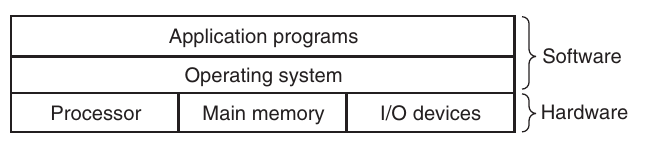 Application programs
Operating system
Software
Processor Main memory I/O devices
Hardware